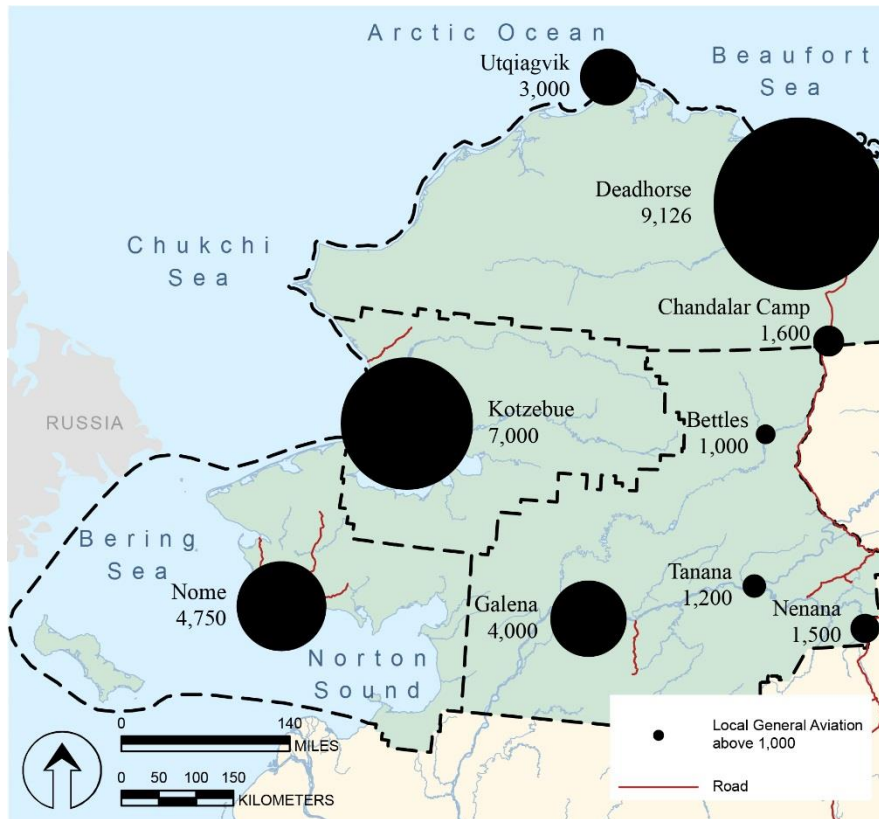 Arctic Ocean
Utqiagvik
3,000
Beaufort
Sea
Deadhorse
9,126
Chukchi
Sea
Chandalar Camp
1,600
RUSSIA
Kotzebue
7,000
Bettles
1,000
Bering
Sea
Nome
4,750
Galena
4,000
Tanana
1,200
Nenana
1,500
Norton
Sound
0 140
MILES
0 50 100 150
KILOMETERS
Local General Aviation
above 1,000
Road